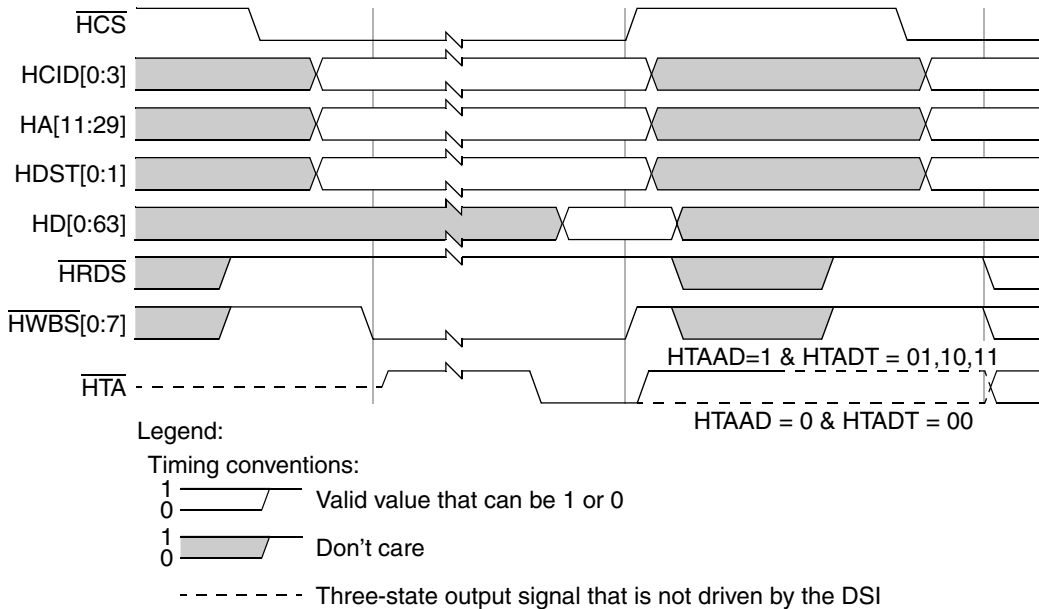 HCS
HCID[0:3]
HA[11:29]
HDST[0:1]
HD[0:63]
HRDS
HWBS[0:7]
HTAAD=1 & HTADT = 01,10,11
HTA
HTAAD = 0 & HTADT = 00
Legend:
Timing conventions:
1
0
Valid value that can be 1 or 0
1
0
Don't care
Three-state output signal that is not driven by the DSI